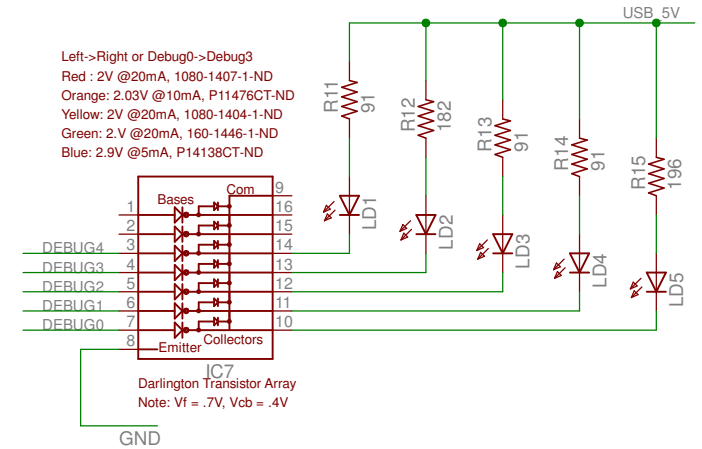 USB_5V
Left->Right or Debug0->Debug3
Red : 2V @20mA, 1080-1407-1-ND
Orange: 2.03V @10mA, P11476CT-ND
Yellow: 2V @20mA, 1080-1404-1-ND
Green: 2.V @20mA, 160-1446-1-ND
Blue: 2.9V @5mA, P14138CT-ND
R11
91
R12
182
R13
91
R14
91
R15
196
LD1
LD2
LD3
LD4
LD5
Com
9
Bases
1
16
2
15
DEBUG4
3
14
DEBUG3
4
13
DEBUG2
5
12
DEBUG1
6
11
DEBUG0
7
10
Collectors
8
Emitter
IC7
Darlington Transistor Array
Note: Vf = .7V, Vcb = .4V
GND